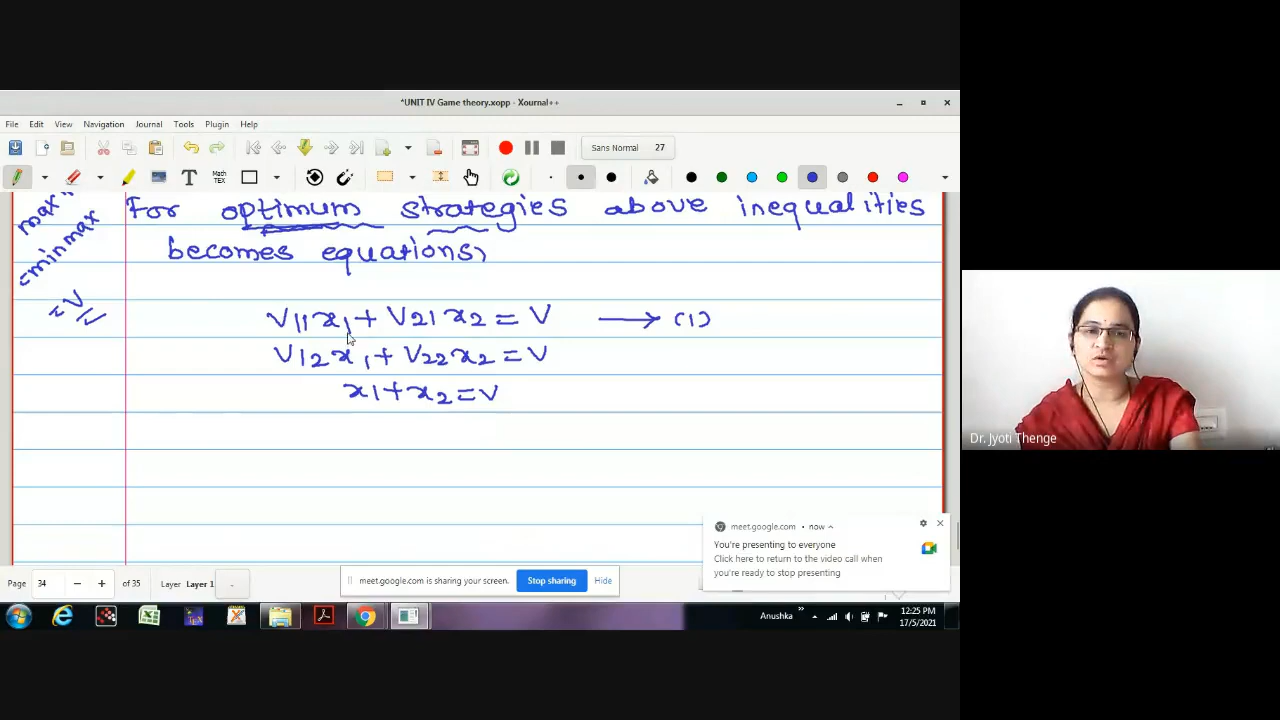 *UNIT IV Game theory.xopp - Xournal++
File Edit View Navigation Journal Tools Plugin Help
Sans Normal 27
T Math TEX
For optimum strategies above inequalities
becomes equations,
= minmax
= V
V11x1 + V21x2 = V → (1)
V12x1 + V22x2 = V
x1 + x2 = V
Dr. Jyoti Thenge
meet.google.com • now
You're presenting to everyone
Click here to return to the video call when
you're ready to stop presenting
Page 34 − + of 35 Layer Layer 1
meet.google.com is sharing your screen. Stop sharing Hide
Anushka
12:25 PM
17/5/2021